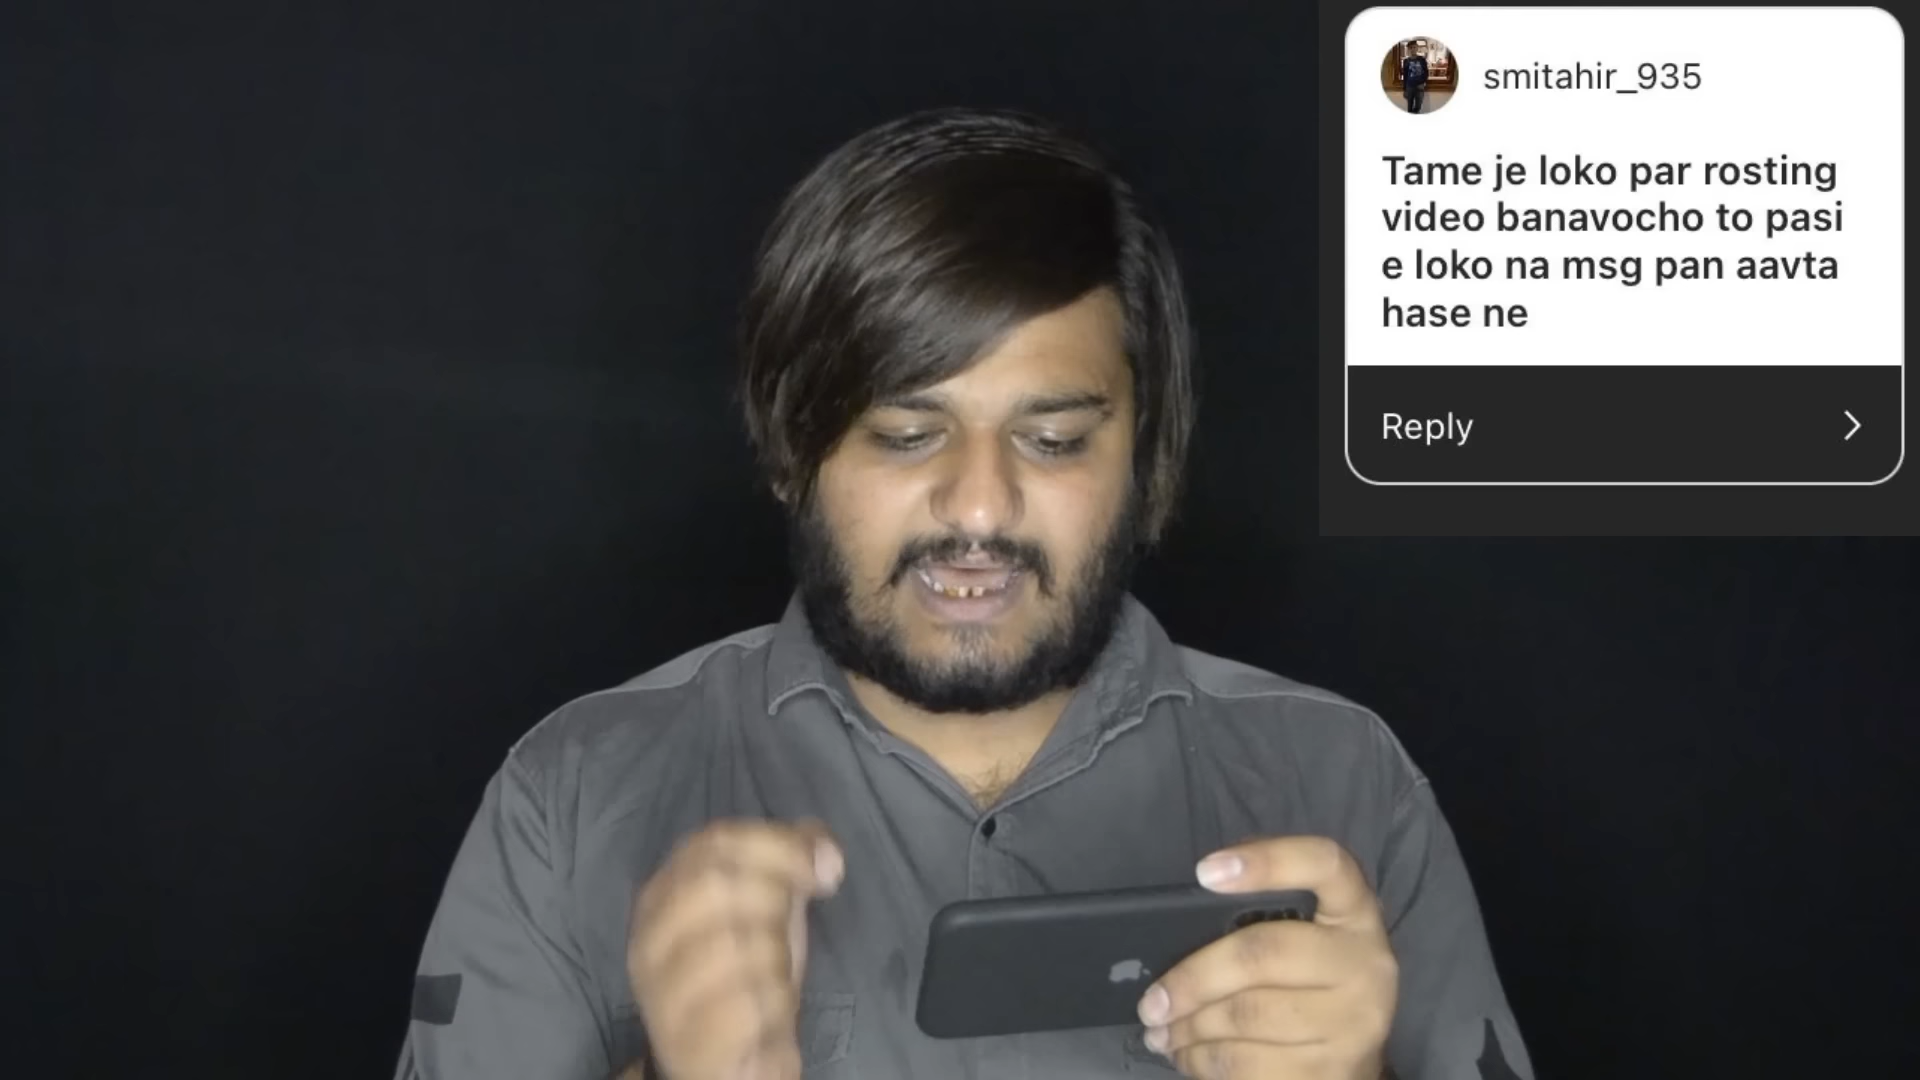 smitahir_935
Tame je loko par rosting
video banavocho to pasi
e loko na msg pan aavta
hase ne
Reply